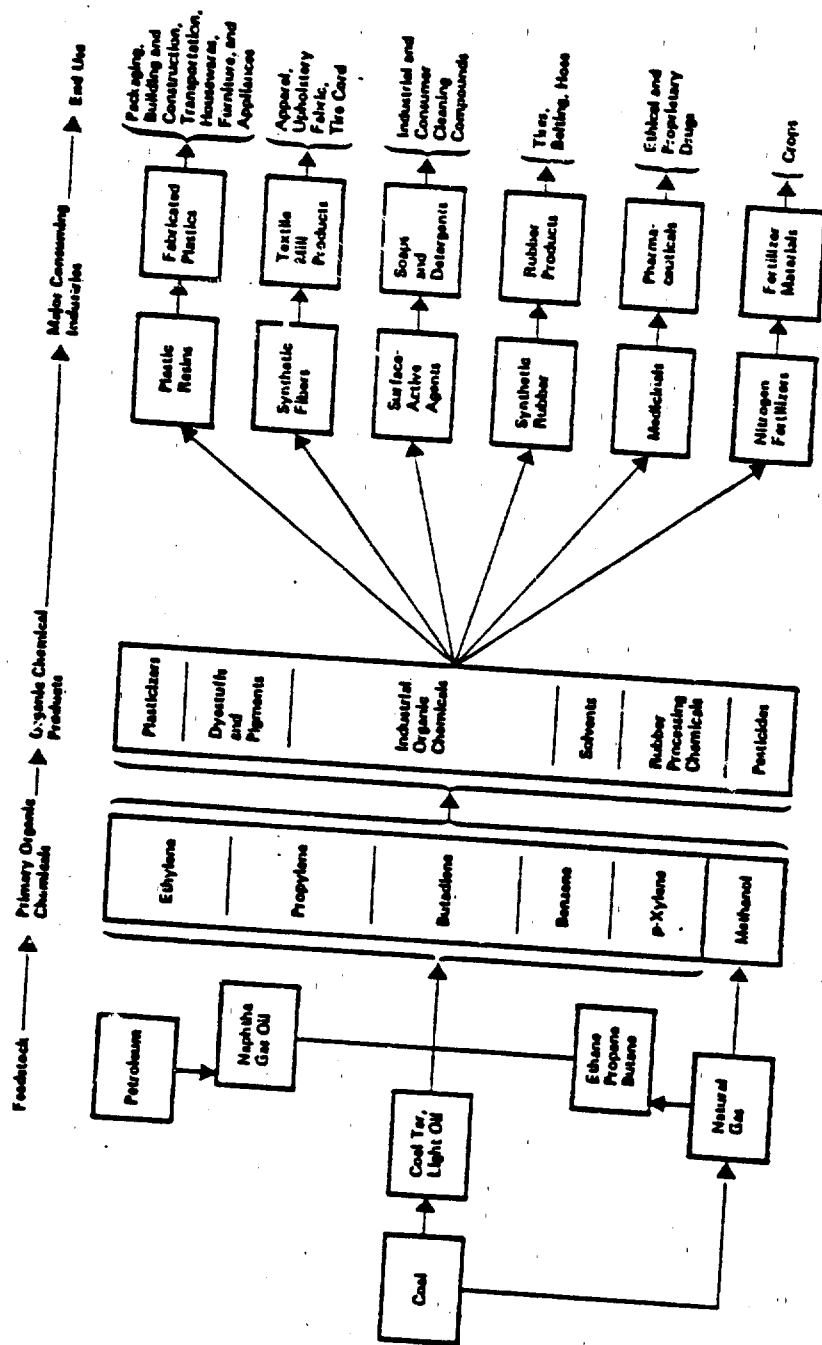 Feedstock
Primary Organic
Chemicals
Organic Chemical
Products
Major Consuming
Industries
End Use
Petroleum
Naphtha
Gas Oil
Coal
Coal Tar,
Light Oil
Ethane
Propane
Butane
Natural
Gas
Ethylene
Propylene
Butadiene
Benzene
p-Xylene
Methanol
Plasticizers
Dyestuffs
and
Pigments
Industrial
Organic
Chemicals
Solvents
Rubber
Processing
Chemicals
Pesticides
Plastic
Resins
Fabricated
Plastics
Packaging,
Building and
Construction,
Transportation,
Housewares,
Furniture, and
Appliances
Synthetic
Fibers
Textile
Mill
Products
Apparel,
Upholstery
Fabric,
Tire Cord
Surface-
Active
Agents
Soaps
and
Detergents
Industrial and
Consumer
Cleaning
Compounds
Synthetic
Rubber
Rubber
Products
Tires,
Belting, Hose
Medicinals
Pharma-
ceuticals
Ethical and
Proprietary
Drugs
Nitrogen
Fertilizers
Fertilizer
Materials
Crops